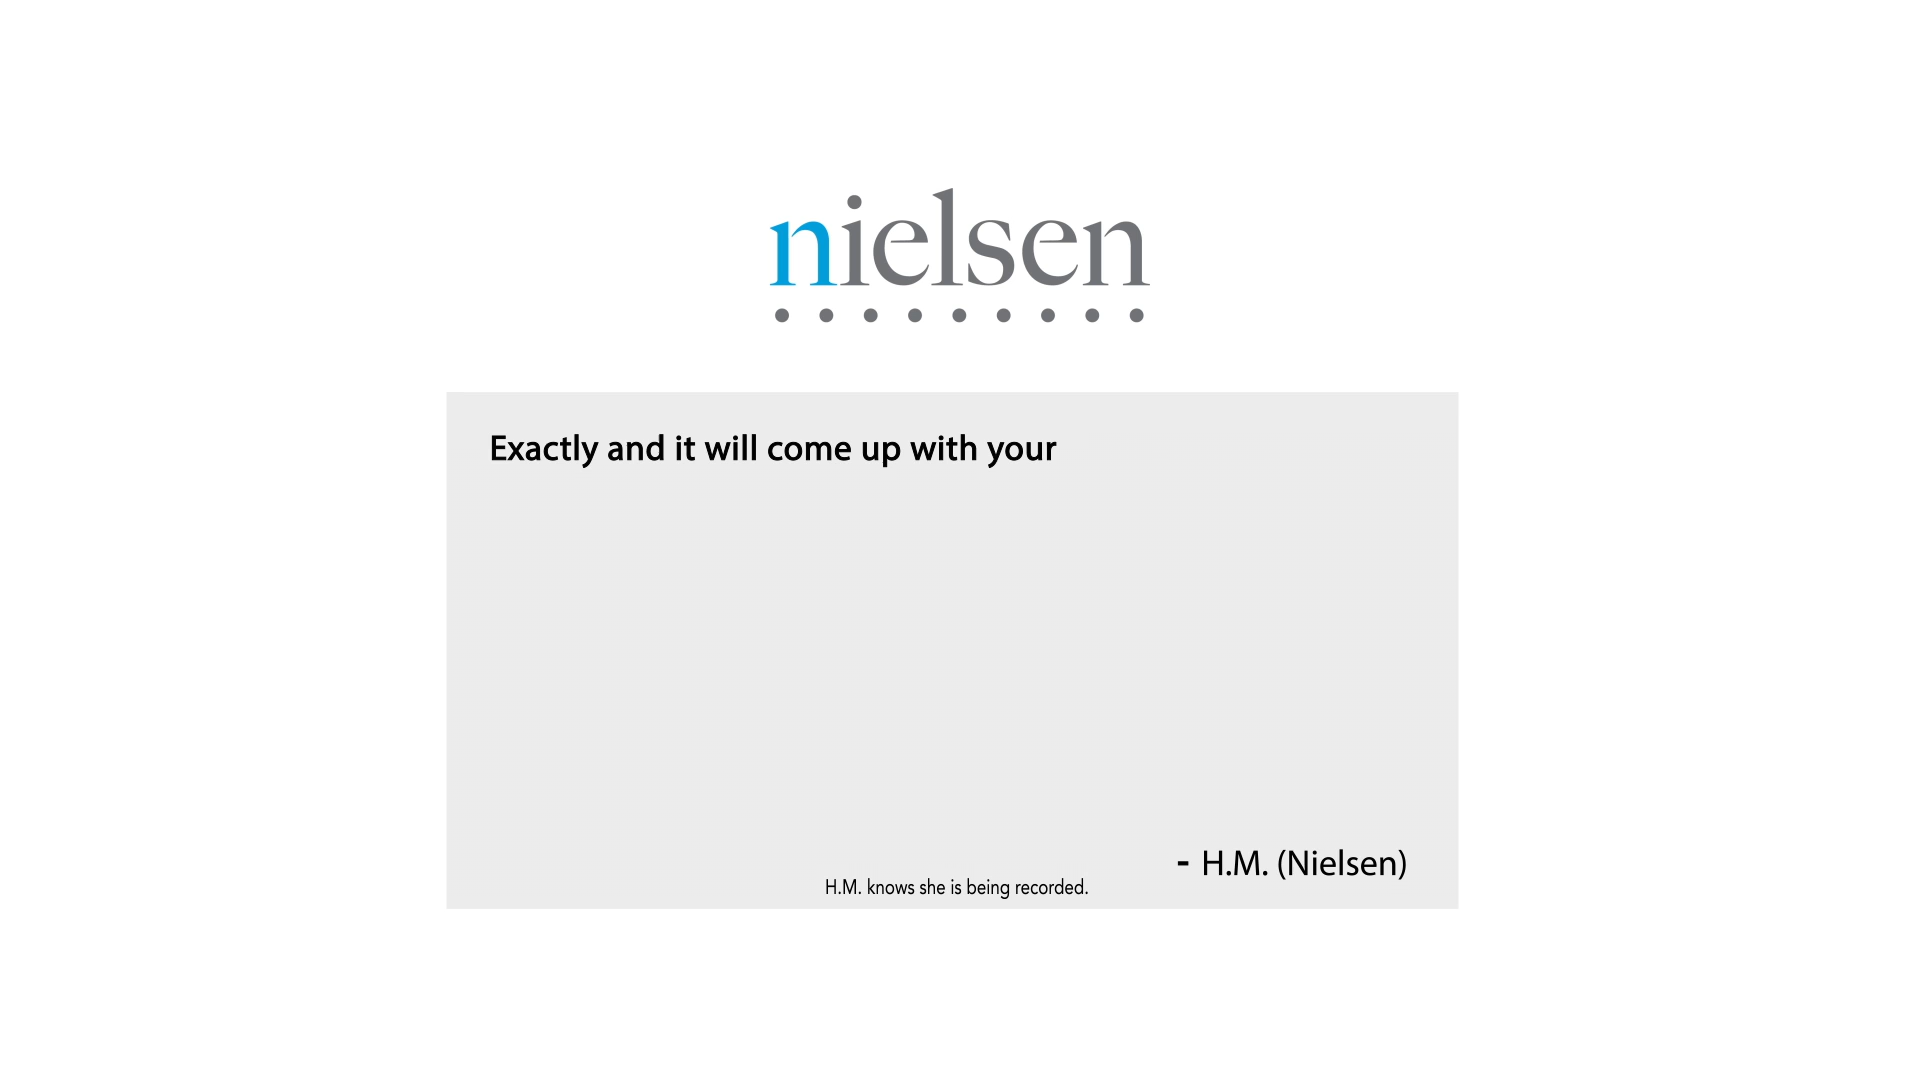 nielsen
Exactly and it will come up with your
- H.M. (Nielsen)
H.M. knows she is being recorded.